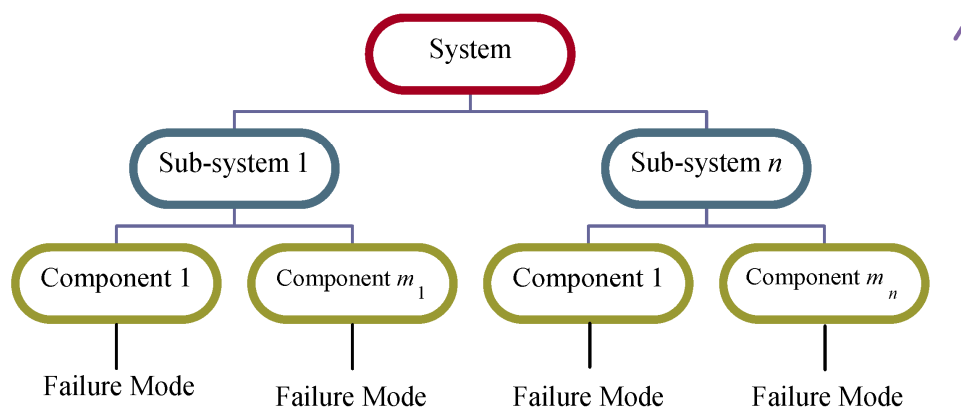 System
Sub-system 1
Sub-system n
Component 1
Component m1
Component 1
Component mn
Failure Mode
Failure Mode
Failure Mode
Failure Mode